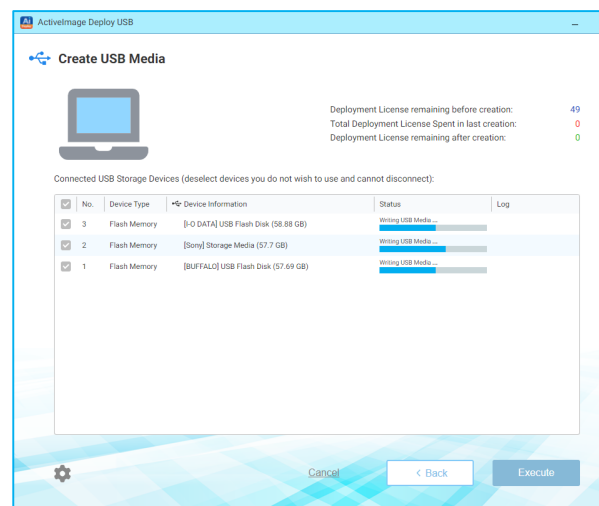 Ai
ActiveImage Deploy USB
Create USB Media
Deployment License remaining before creation: 49
Total Deployment License Spent in last creation: 0
Deployment License remaining after creation: 0
Connected USB Storage Devices (deselect devices you do not wish to use and cannot disconnect):
No. Device Type Device Information Status Log
3 Flash Memory [I-O DATA] USB Flash Disk (58.88 GB) Writing USB Media ...
2 Flash Memory [Sony] Storage Media (57.7 GB) Writing USB Media ...
1 Flash Memory [BUFFALO] USB Flash Disk (57.69 GB) Writing USB Media ...
Cancel < Back Execute